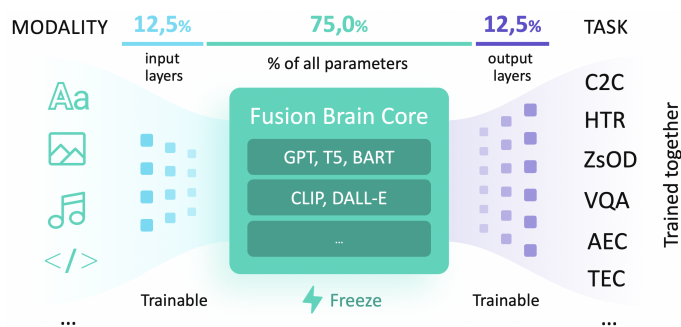 MODALITY
12,5%
75,0%
12,5%
TASK
input
layers
% of all parameters
output
layers
Aa
</>
...
Fusion Brain Core
GPT, T5, BART
CLIP, DALL-E
...
Trainable
Freeze
Trainable
C2C
HTR
ZsOD
VQA
AEC
TEC
...
Trained together